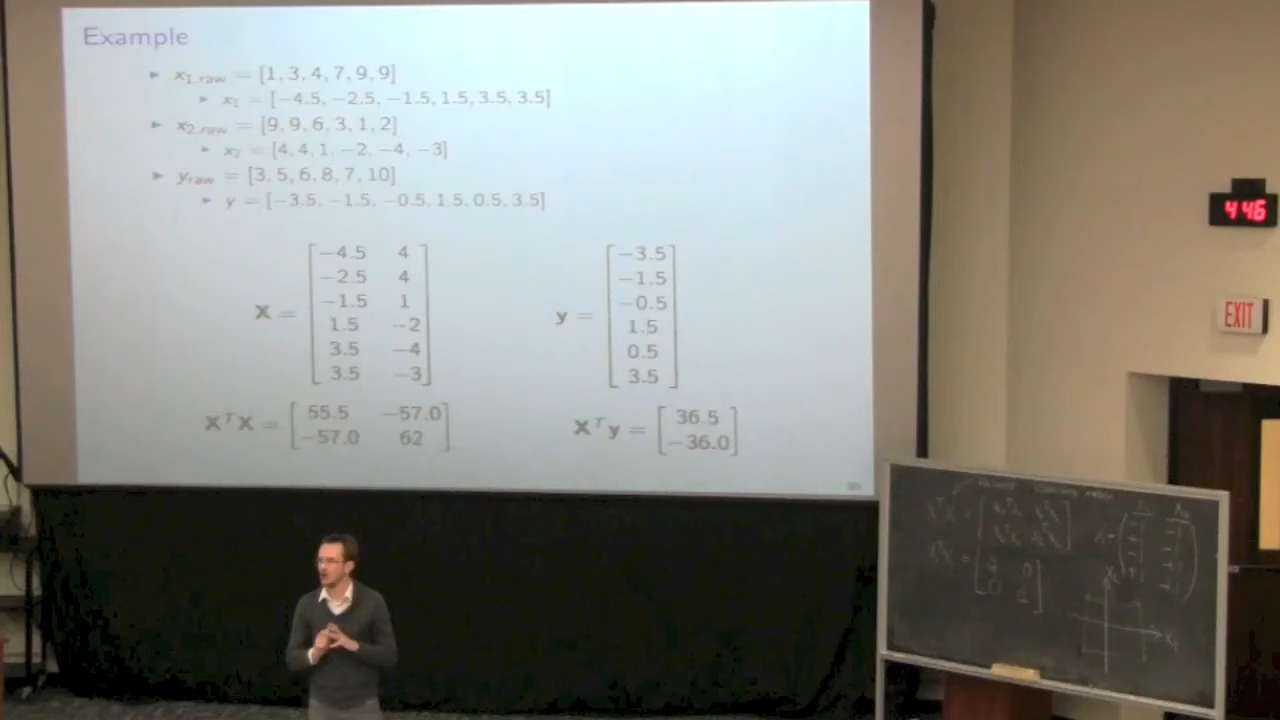 Example
► x1,raw = [1, 3, 4, 7, 9, 9]
► x1 = [−4.5, −2.5, −1.5, 1.5, 3.5, 3.5]
► x2,raw = [9, 9, 6, 3, 1, 2]
► x2 = [4, 4, 1, −2, −4, −3]
► yraw = [3, 5, 6, 8, 7, 10]
► y = [−3.5, −1.5, −0.5, 1.5, 0.5, 3.5]
−4.5 4 −3.5
−2.5 4 −1.5
−1.5 1 −0.5
X = 1.5 −2 y = 1.5
3.5 −4 0.5
3.5 −3 3.5
XᵀX = 55.5 −57.0 Xᵀy = 36.5
−57.0 62 −36.0
4:46
EXIT